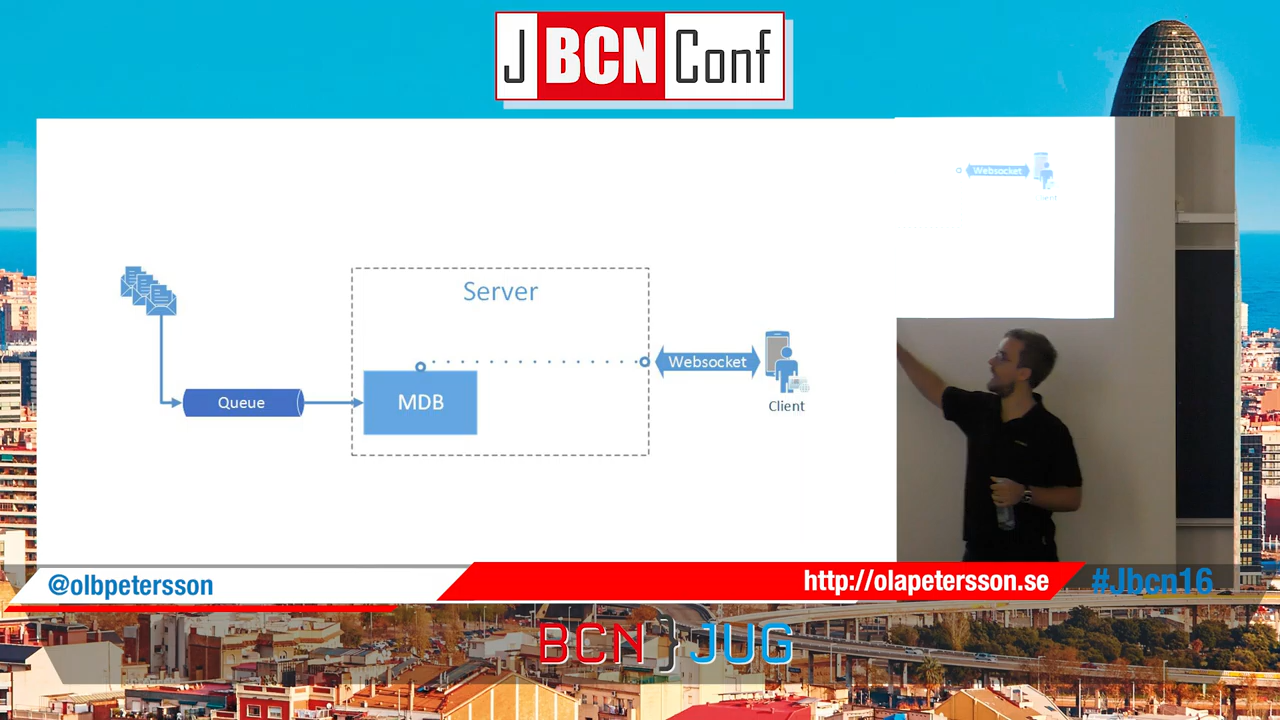 J BCN Conf
Websocket
Server
Websocket
MDB
Queue
Client
@olbpetersson
http://olapetersson.se
#Jbcn16
BCN JUG